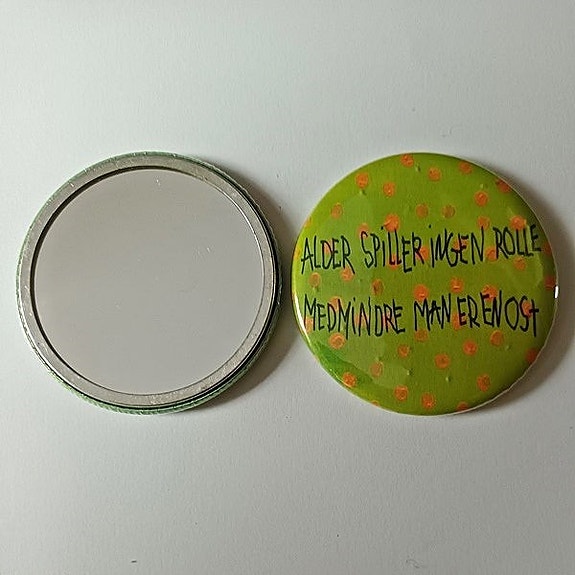 ALDER SPiLLER iNGEN ROLLE
MEDMiNDRE MAN ER EN OST